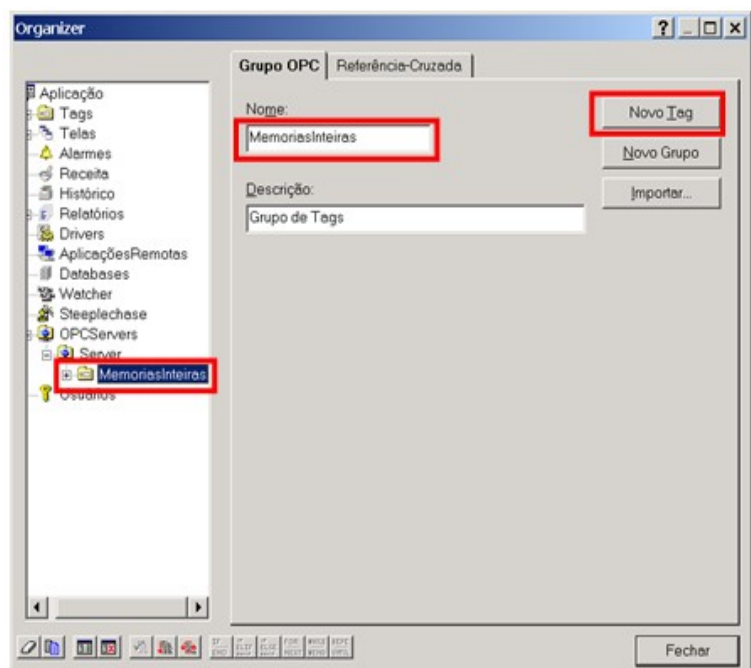 Organizer
Grupo OPC
Referência-Cruzada
Aplicação
Tags
Telas
Alarmes
Receita
Histórico
Relatórios
Drivers
AplicaçõesRemotas
Databases
Watcher
Steeplechase
OPCServers
Server
MemoriasInteiras
Usuários
Nome:
MemoriasInteiras
Descrição:
Grupo de Tags
Novo Tag
Novo Grupo
Importar...
Fechar